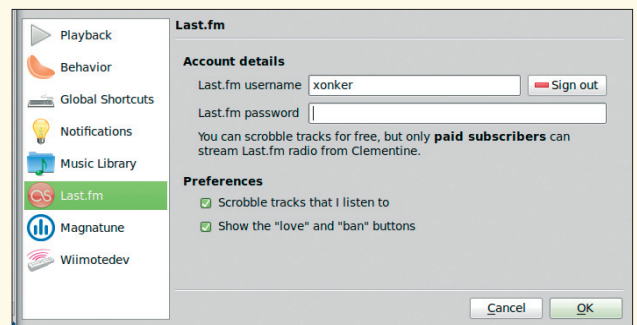 Playback
Behavior
Global Shortcuts
Notifications
Music Library
Last.fm
Magnatune
Wiimotedev
Last.fm
Account details
Last.fm username xonker Sign out
Last.fm password
You can scrobble tracks for free, but only paid subscribers can
stream Last.fm radio from Clementine.
Preferences
Scrobble tracks that I listen to
Show the "love" and "ban" buttons
Cancel OK